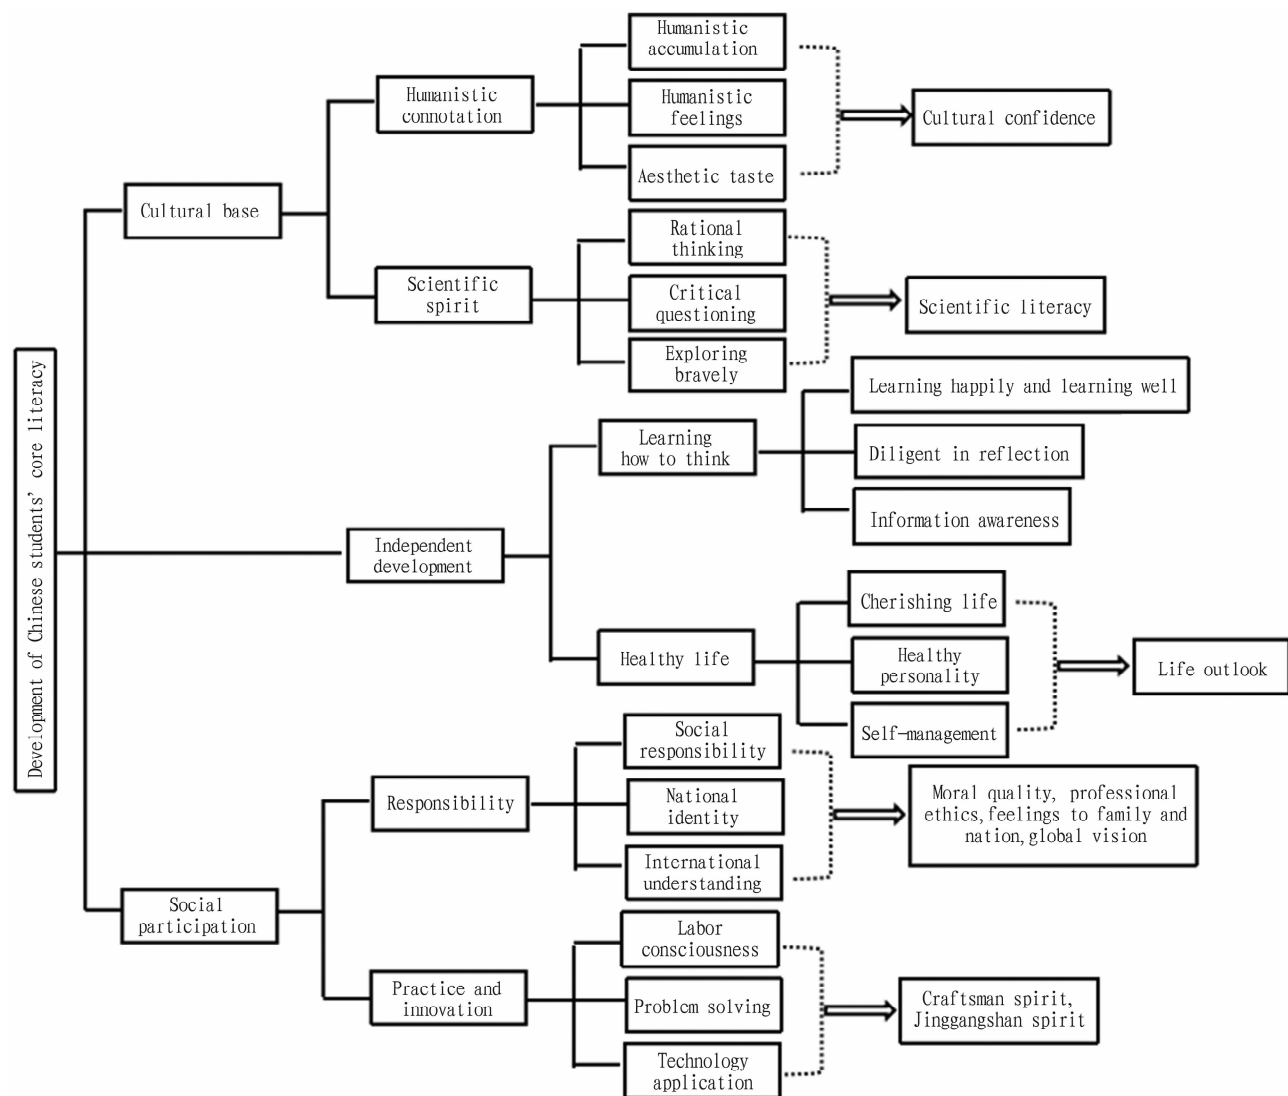 Development of Chinese students' core literacy
Cultural base
Humanistic
connotation
Humanistic
accumulation
Humanistic
feelings
Aesthetic taste
Cultural confidence
Scientific
spirit
Rational
thinking
Critical
questioning
Exploring
bravely
Scientific literacy
Independent
development
Learning
how to think
Learning happily and learning well
Diligent in reflection
Information awareness
Healthy life
Cherishing life
Healthy
personality
Self-management
Life outlook
Social
participation
Responsibility
Social
responsibility
National
identity
International
understanding
Moral quality, professional
ethics,feelings to family and
nation,global vision
Practice and
innovation
Labor
consciousness
Problem solving
Technology
application
Craftsman spirit,
Jinggangshan spirit